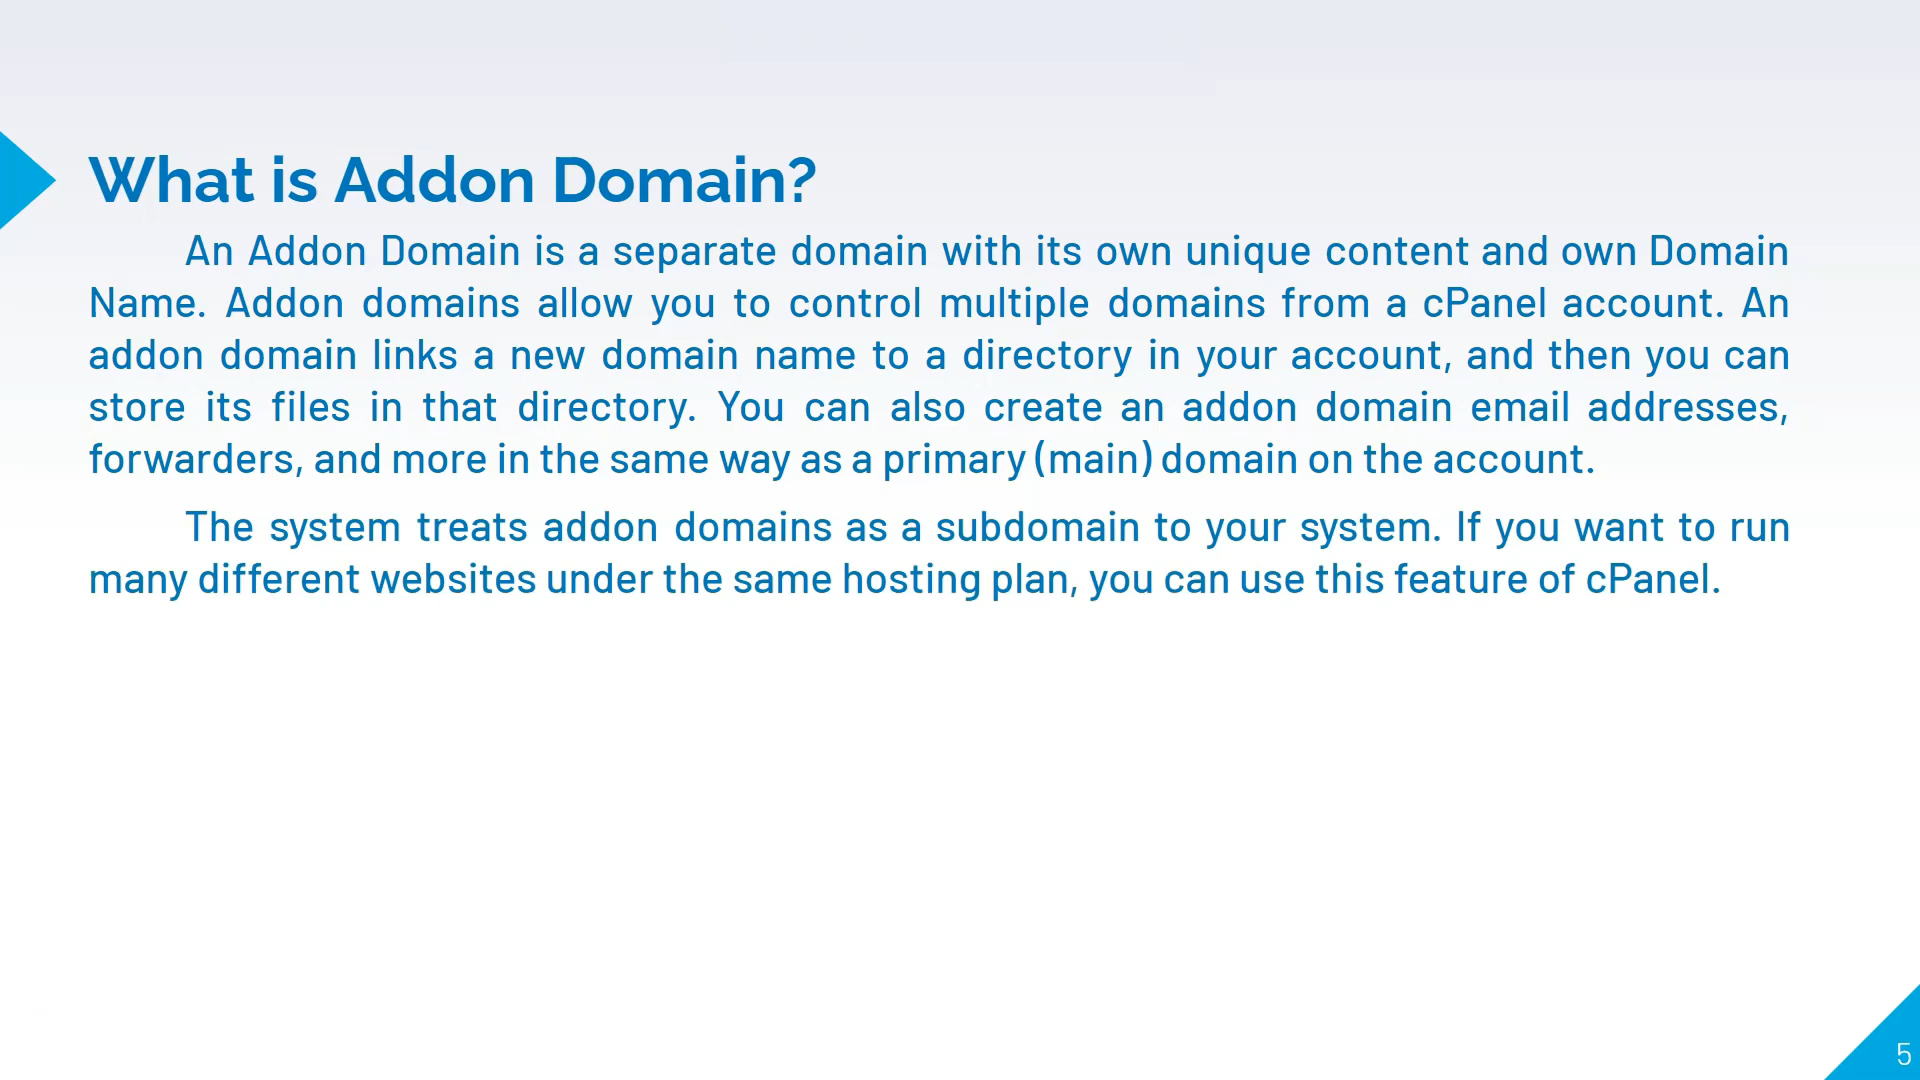 What is Addon Domain?
An Addon Domain is a separate domain with its own unique content and own Domain
Name. Addon domains allow you to control multiple domains from a cPanel account. An
addon domain links a new domain name to a directory in your account, and then you can
store its files in that directory. You can also create an addon domain email addresses,
forwarders, and more in the same way as a primary (main) domain on the account.
The system treats addon domains as a subdomain to your system. If you want to run
many different websites under the same hosting plan, you can use this feature of cPanel.
5